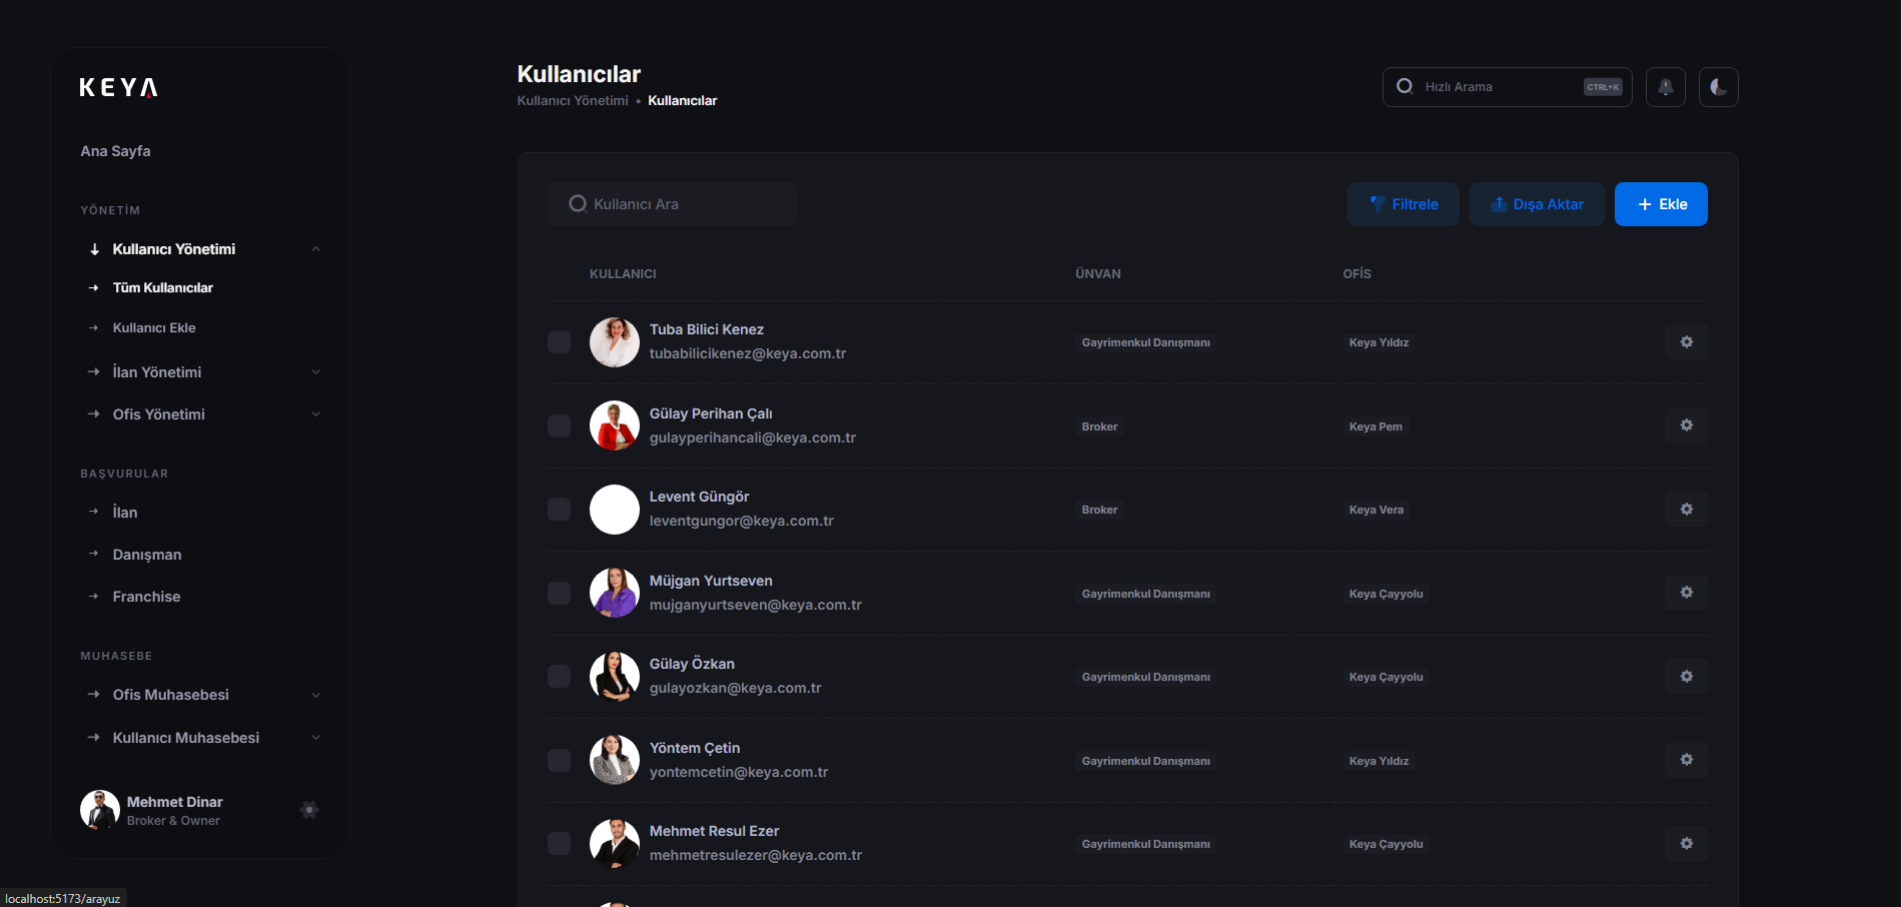 KEYA
Ana Sayfa
YÖNETİM
Kullanıcı Yönetimi
Tüm Kullanıcılar
Kullanıcı Ekle
İlan Yönetimi
Ofis Yönetimi
BAŞVURULAR
İlan
Danışman
Franchise
MUHASEBE
Ofis Muhasebesi
Kullanıcı Muhasebesi
Mehmet Dinar
Broker & Owner
localhost:5173/arayuz
Kullanıcılar
Kullanıcı Yönetimi • Kullanıcılar
Hızlı Arama CTRL+K
Kullanıcı Ara
Filtrele
Dışa Aktar
+ Ekle
KULLANICI ÜNVAN OFİS
Tuba Bilici Kenez
tubabilicikenez@keya.com.tr
Gayrimenkul Danışmanı
Keya Yıldız
Gülay Perihan Çalı
gulayperihancali@keya.com.tr
Broker
Keya Pem
Levent Güngör
leventgungor@keya.com.tr
Broker
Keya Vera
Müjgan Yurtseven
mujganyurtseven@keya.com.tr
Gayrimenkul Danışmanı
Keya Çayyolu
Gülay Özkan
gulayozkan@keya.com.tr
Gayrimenkul Danışmanı
Keya Çayyolu
Yöntem Çetin
yontemcetin@keya.com.tr
Gayrimenkul Danışmanı
Keya Yıldız
Mehmet Resul Ezer
mehmetresulezer@keya.com.tr
Gayrimenkul Danışmanı
Keya Çayyolu